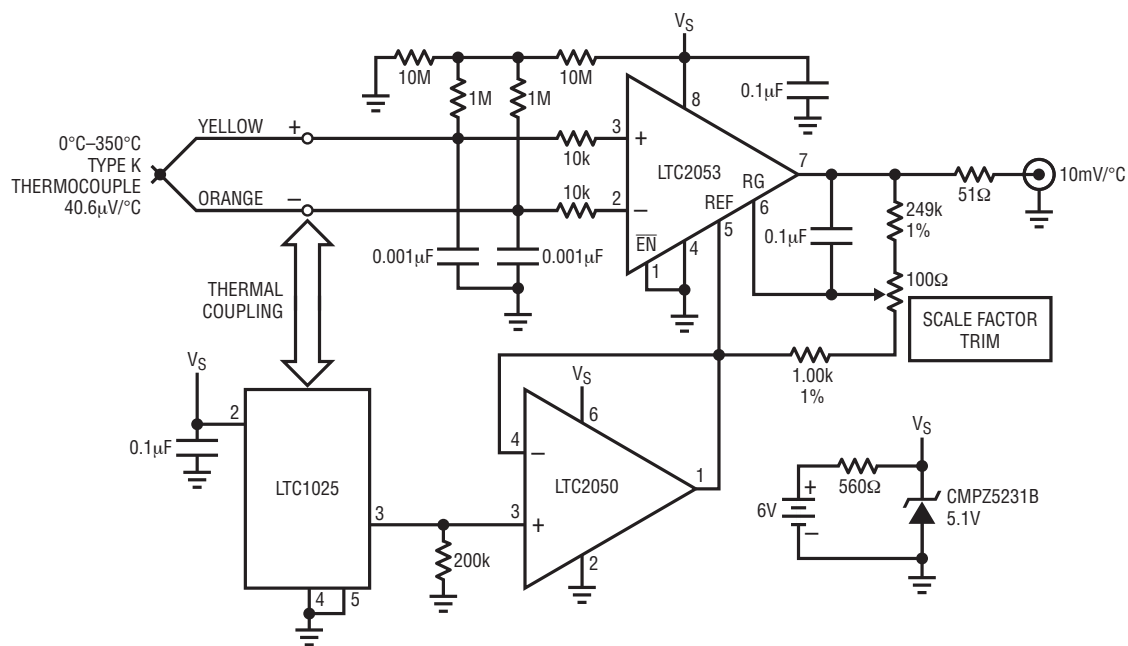 VS
10M
10M
1M
1M
0.1µF
8
YELLOW
+
3
+
10k
7
LTC2053
0°C–350°C
TYPE K
THERMOCOUPLE
40.6µV/°C
10mV/°C
51Ω
RG
6
10k
2
–
ORANGE
–
REF
5
249k
1%
0.1µF
EN
4
1
0.001µF
0.001µF
100Ω
THERMAL
COUPLING
SCALE FACTOR
TRIM
1.00k
1%
VS
2
0.1µF
VS
6
4
–
LTC2050
1
LTC1025
3
3
+
200k
2
4
5
VS
560Ω
+
6V
–
CMPZ5231B
5.1V